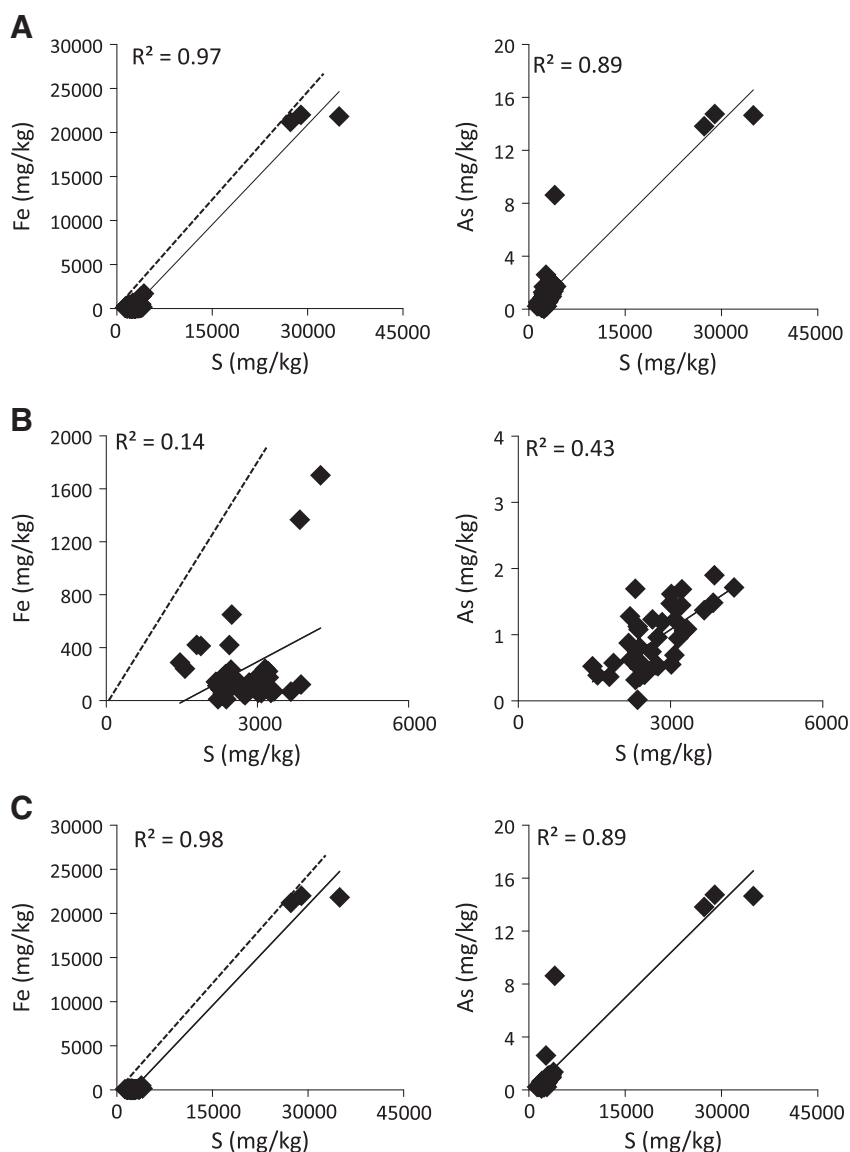 A
R² = 0.97
Fe (mg/kg)
30000
25000
20000
15000
10000
5000
0
0 15000 30000 45000
S (mg/kg)
R² = 0.89
As (mg/kg)
20
16
12
8
4
0
0 15000 30000 45000
S (mg/kg)
B
R² = 0.14
Fe (mg/kg)
2000
1600
1200
800
400
0
0 3000 6000
S (mg/kg)
R² = 0.43
As (mg/kg)
4
3
2
1
0
0 3000 6000
S (mg/kg)
C
R² = 0.98
Fe (mg/kg)
30000
25000
20000
15000
10000
5000
0
0 15000 30000 45000
S (mg/kg)
R² = 0.89
As (mg/kg)
20
16
12
8
4
0
0 15000 30000 45000
S (mg/kg)